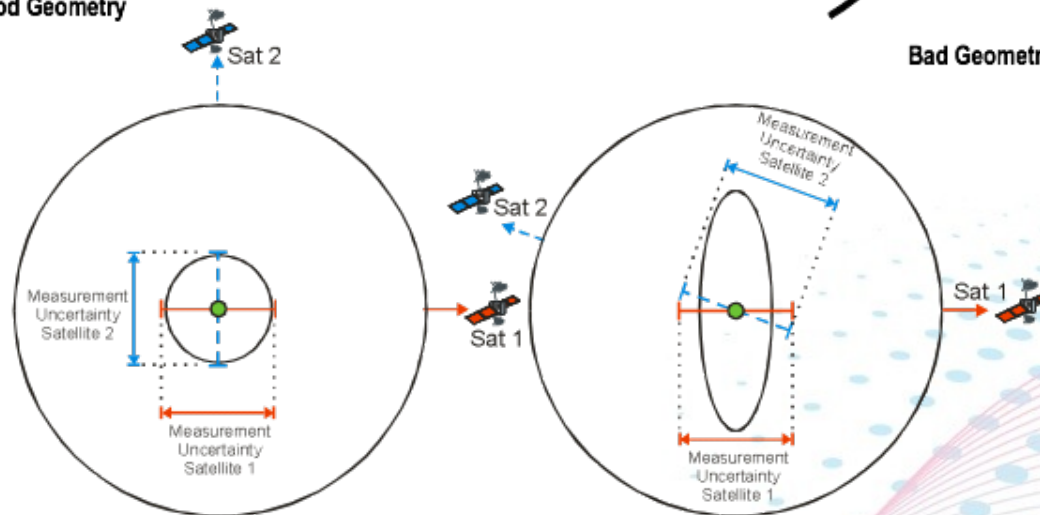 od Geometry
Sat 2
Bad Geometr
Measurement
Uncertainty
Satellite 2
Sat 2
Sat 1
Measurement
Uncertainty
Satellite 2
Sat 1
Measurement
Uncertainty
Satellite 1
Measurement
Uncertainty
Satellite 1